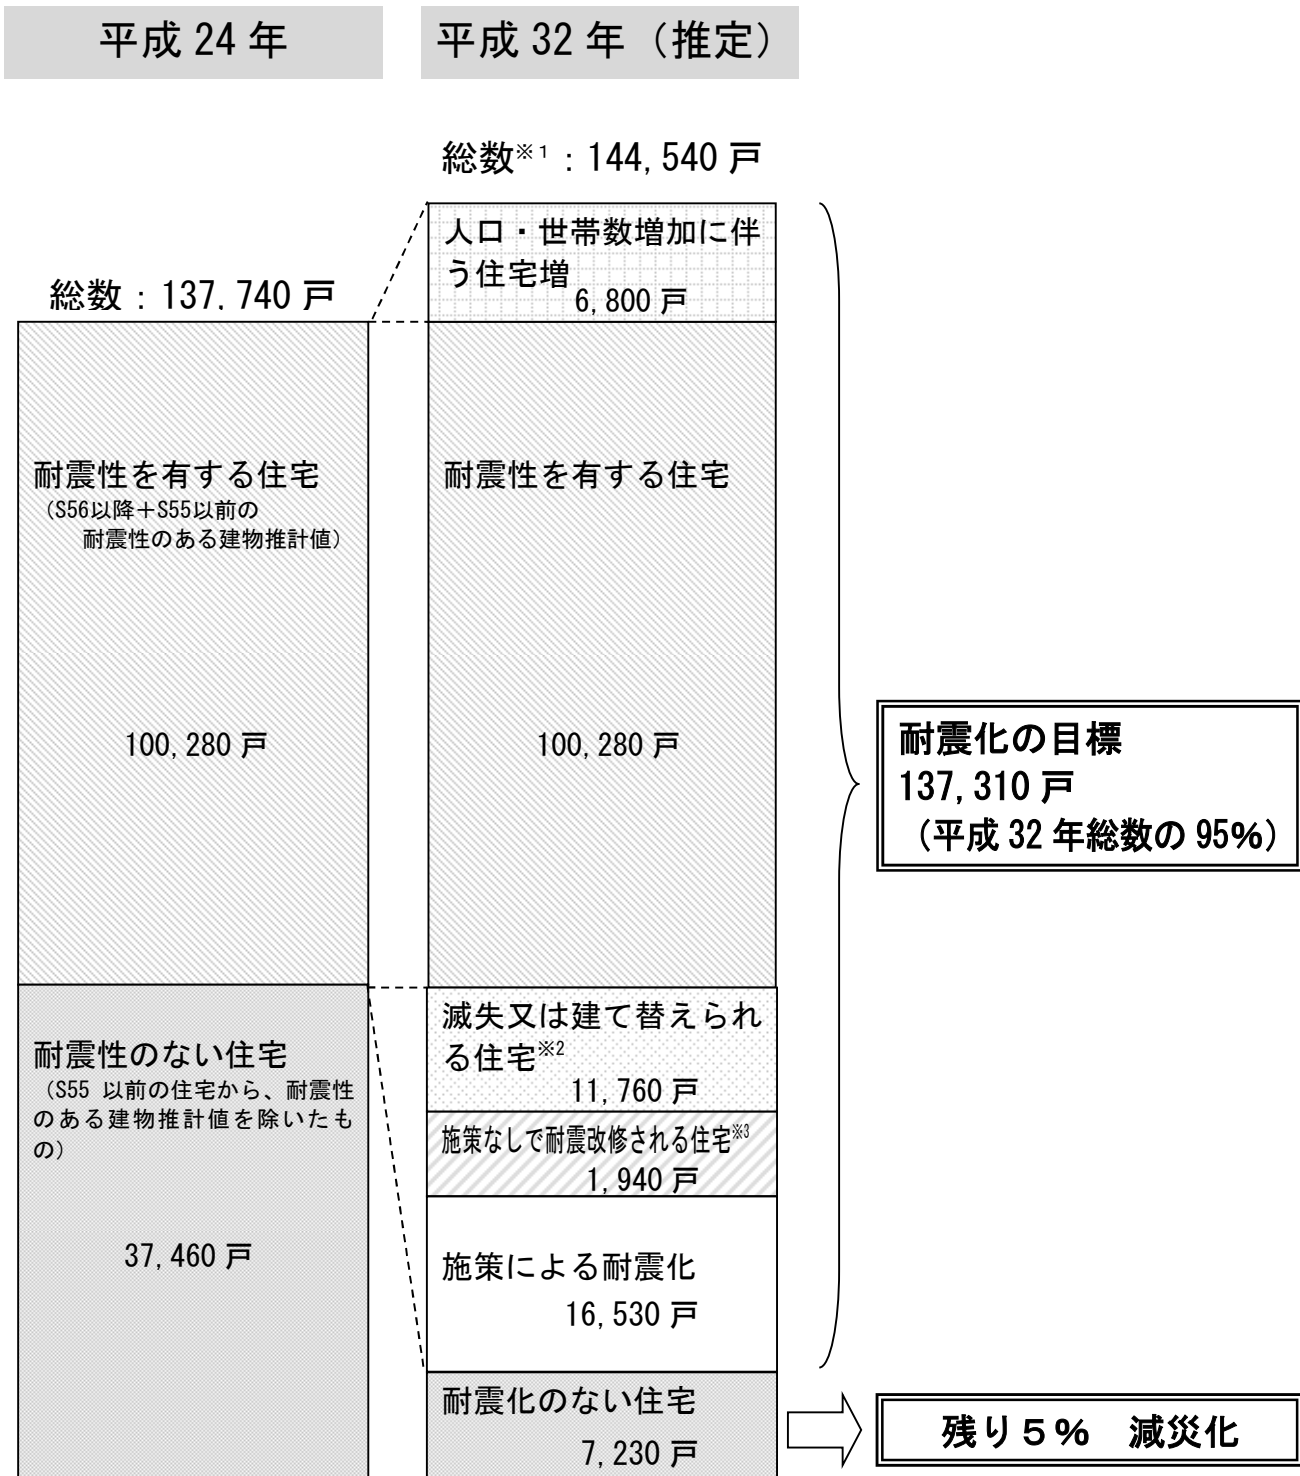 平成 24 年
平成 32 年（推定）
総数※１：144,540 戸
人口・世帯数増加に伴
う住宅増
6,800 戸
総数：137,740 戸
耐震性を有する住宅
（S56以降＋S55以前の
耐震性のある建物推計値）
100,280 戸
耐震性を有する住宅
100,280 戸
耐震化の目標
137,310 戸
（平成 32 年総数の 95%）
耐震性のない住宅
（S55 以前の住宅から、耐震性
のある建物推計値を除いたも
の）
37,460 戸
滅失又は建て替えられ
る住宅※2
11,760 戸
施策なしで耐震改修される住宅※3
1,940 戸
施策による耐震化
16,530 戸
耐震化のない住宅
7,230 戸
残り５％　減災化